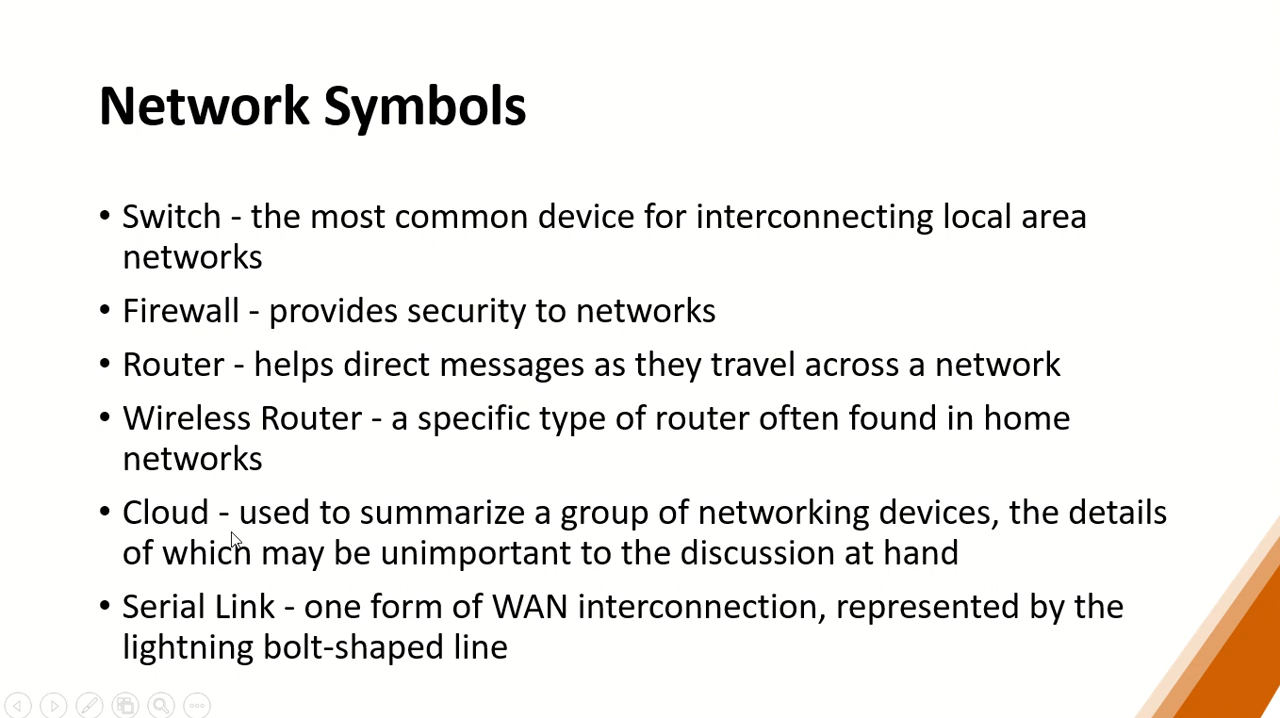 Network Symbols
• Switch - the most common device for interconnecting local area
networks
• Firewall - provides security to networks
• Router - helps direct messages as they travel across a network
• Wireless Router - a specific type of router often found in home
networks
• Cloud - used to summarize a group of networking devices, the details
of which may be unimportant to the discussion at hand
• Serial Link - one form of WAN interconnection, represented by the
lightning bolt-shaped line